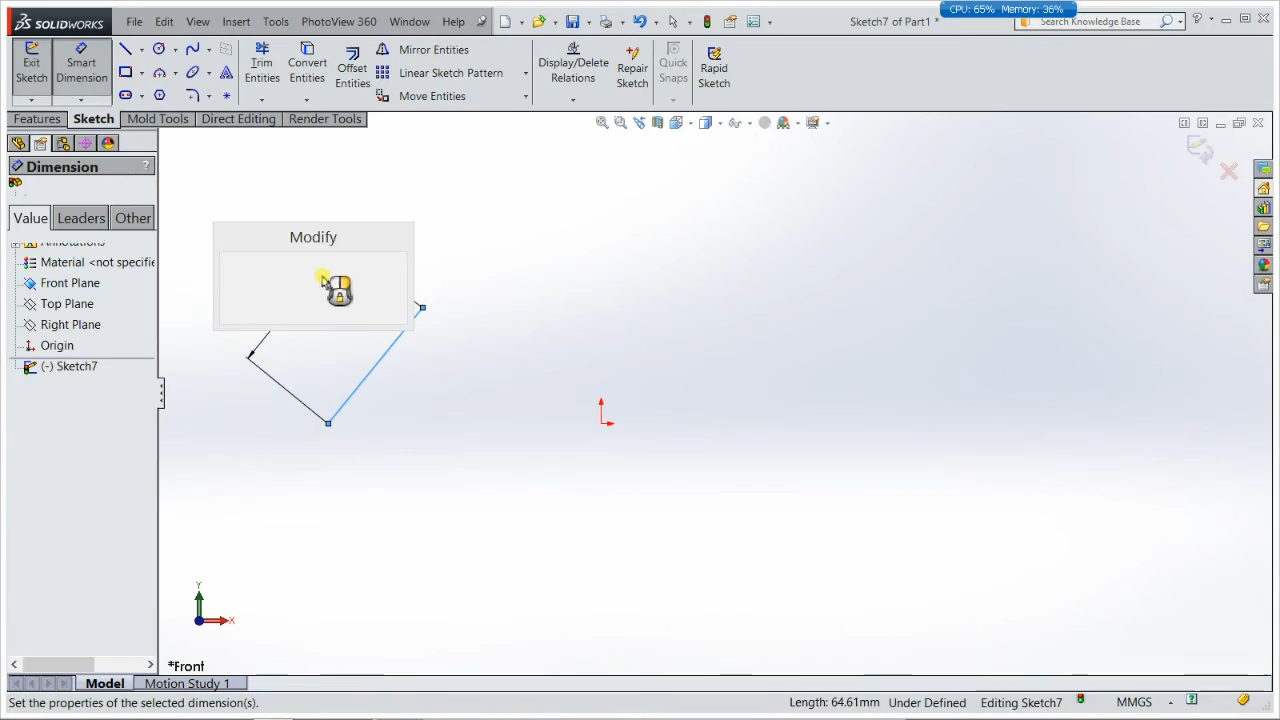 CPU: 65% Memory: 36%
SOLIDWORKS File Edit View Insert Tools PhotoView 360 Window Help Sketch7 of Part1 * Search Knowledge Base
Exit Sketch
Smart Dimension
Trim Entities
Convert Entities
Offset Entities
Mirror Entities
Linear Sketch Pattern
Move Entities
Display/Delete Relations
Repair Sketch
Quick Snaps
Rapid Sketch
Features Sketch Mold Tools Direct Editing Render Tools
Dimension ?
Value Leaders Other
Annotations
Material <not specifie
Front Plane
Top Plane
Right Plane
Origin
(-) Sketch7
Modify
Y
X
*Front
Model Motion Study 1
Set the properties of the selected dimension(s). Length: 64.61mm Under Defined Editing Sketch7 MMGS